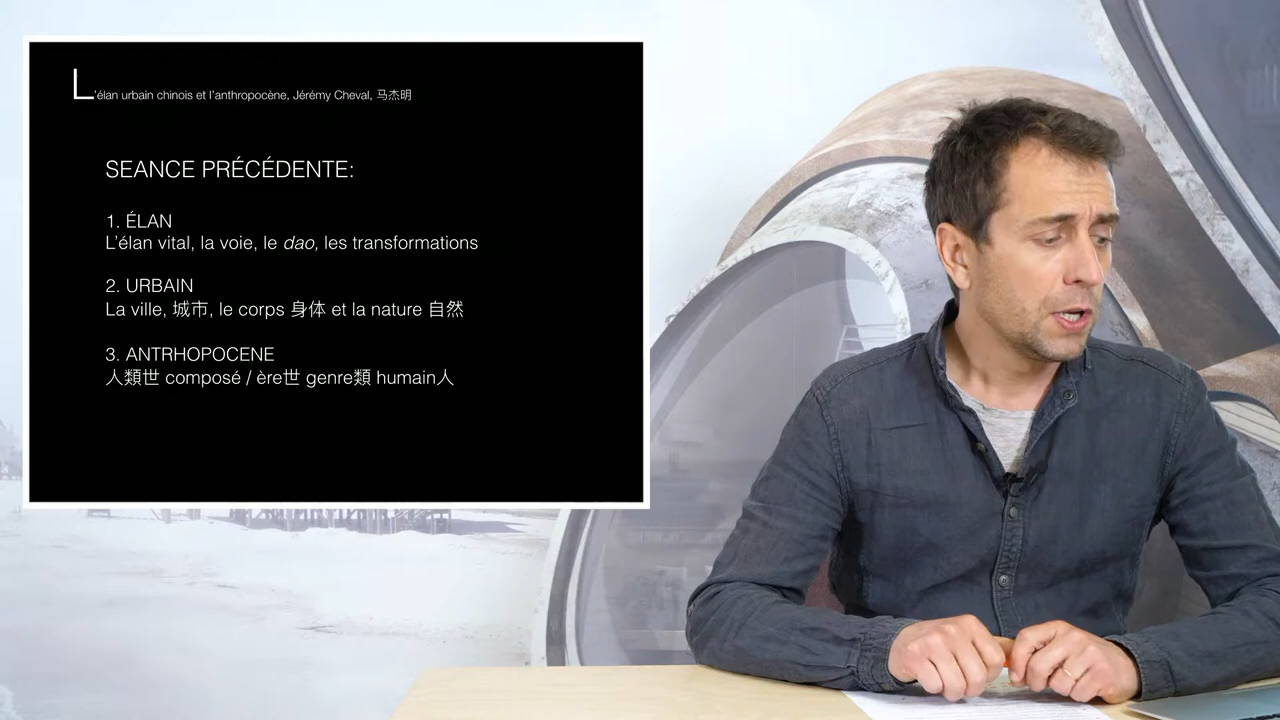 L'élan urbain chinois et l'anthropocène, Jérémy Cheval, 马杰明
SEANCE PRÉCÉDENTE:
1. ÉLAN
L'élan vital, la voie, le dao, les transformations
2. URBAIN
La ville, 城市, le corps 身体 et la nature 自然
3. ANTRHOPOCENE
人類世 composé / ère世 genre類 humain人